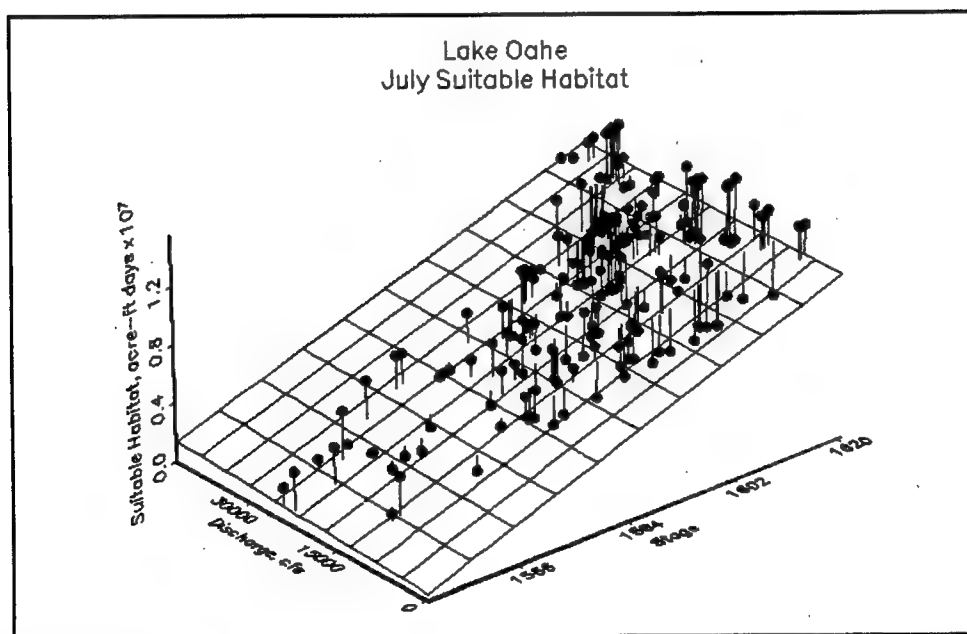 Lake Oahe
July Suitable Habitat
Suitable Habitat, acre-ft days x 10⁷
1.2
0.8
0.4
0.0
30000
15000
0
Discharge, cfs
1566
1584
1602
1620
Stage